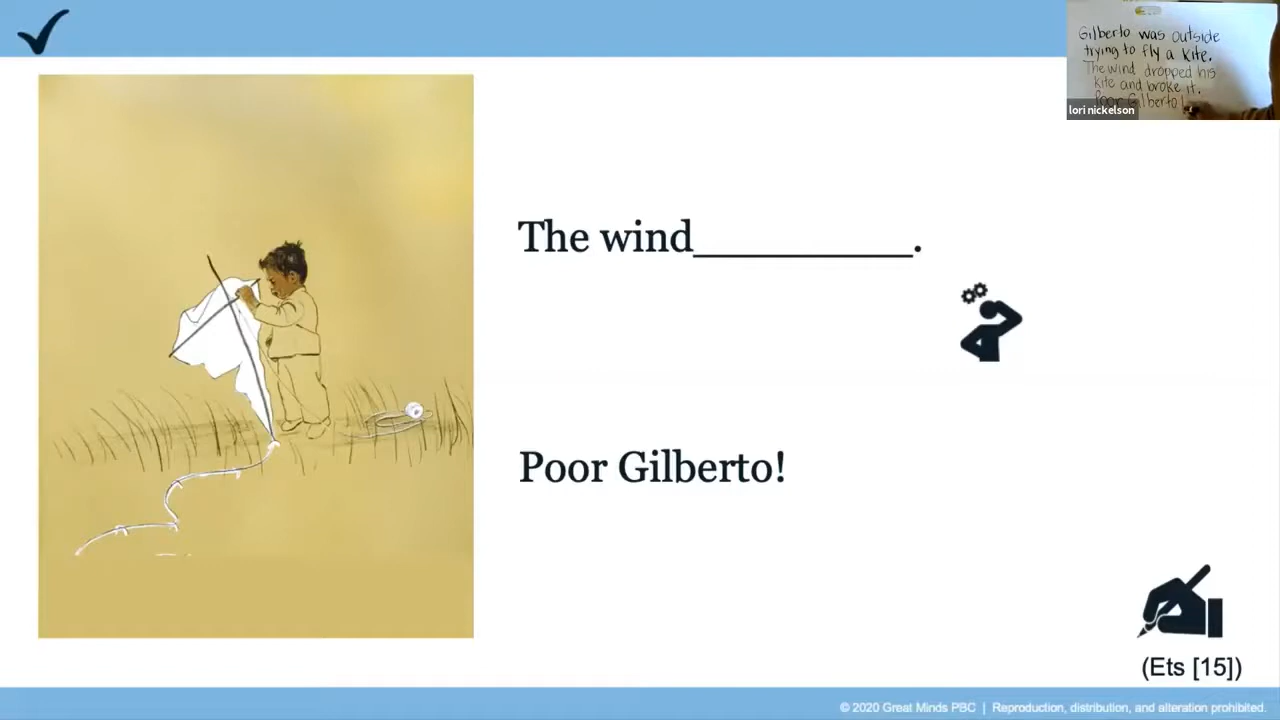 Gilberto was outside
trying to fly a kite.
The wind dropped his
kite and broke it.
Poor Gilberto!
lori nickelson
The wind__________.
Poor Gilberto!
(Ets [15])
© 2020 Great Minds PBC | Reproduction, distribution, and alteration prohibited.